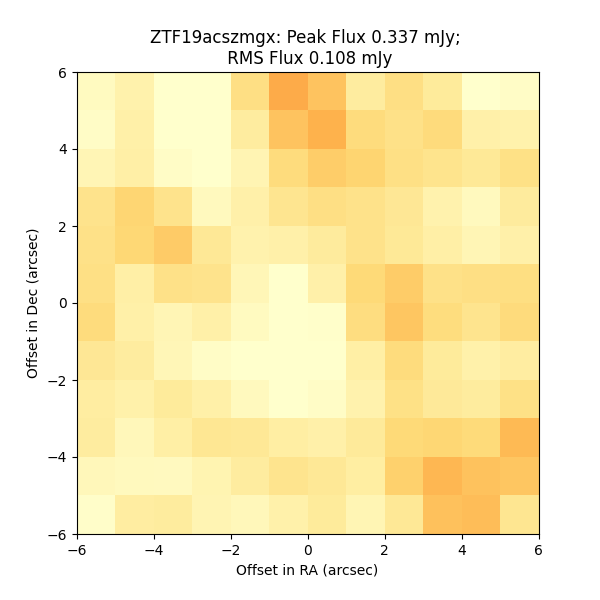 ZTF19acszmgx: Peak Flux 0.337 mJy;
RMS Flux 0.108 mJy
6
4
2
0
−2
−4
−6
Offset in Dec (arcsec)
−6 −4 −2 0 2 4 6
Offset in RA (arcsec)